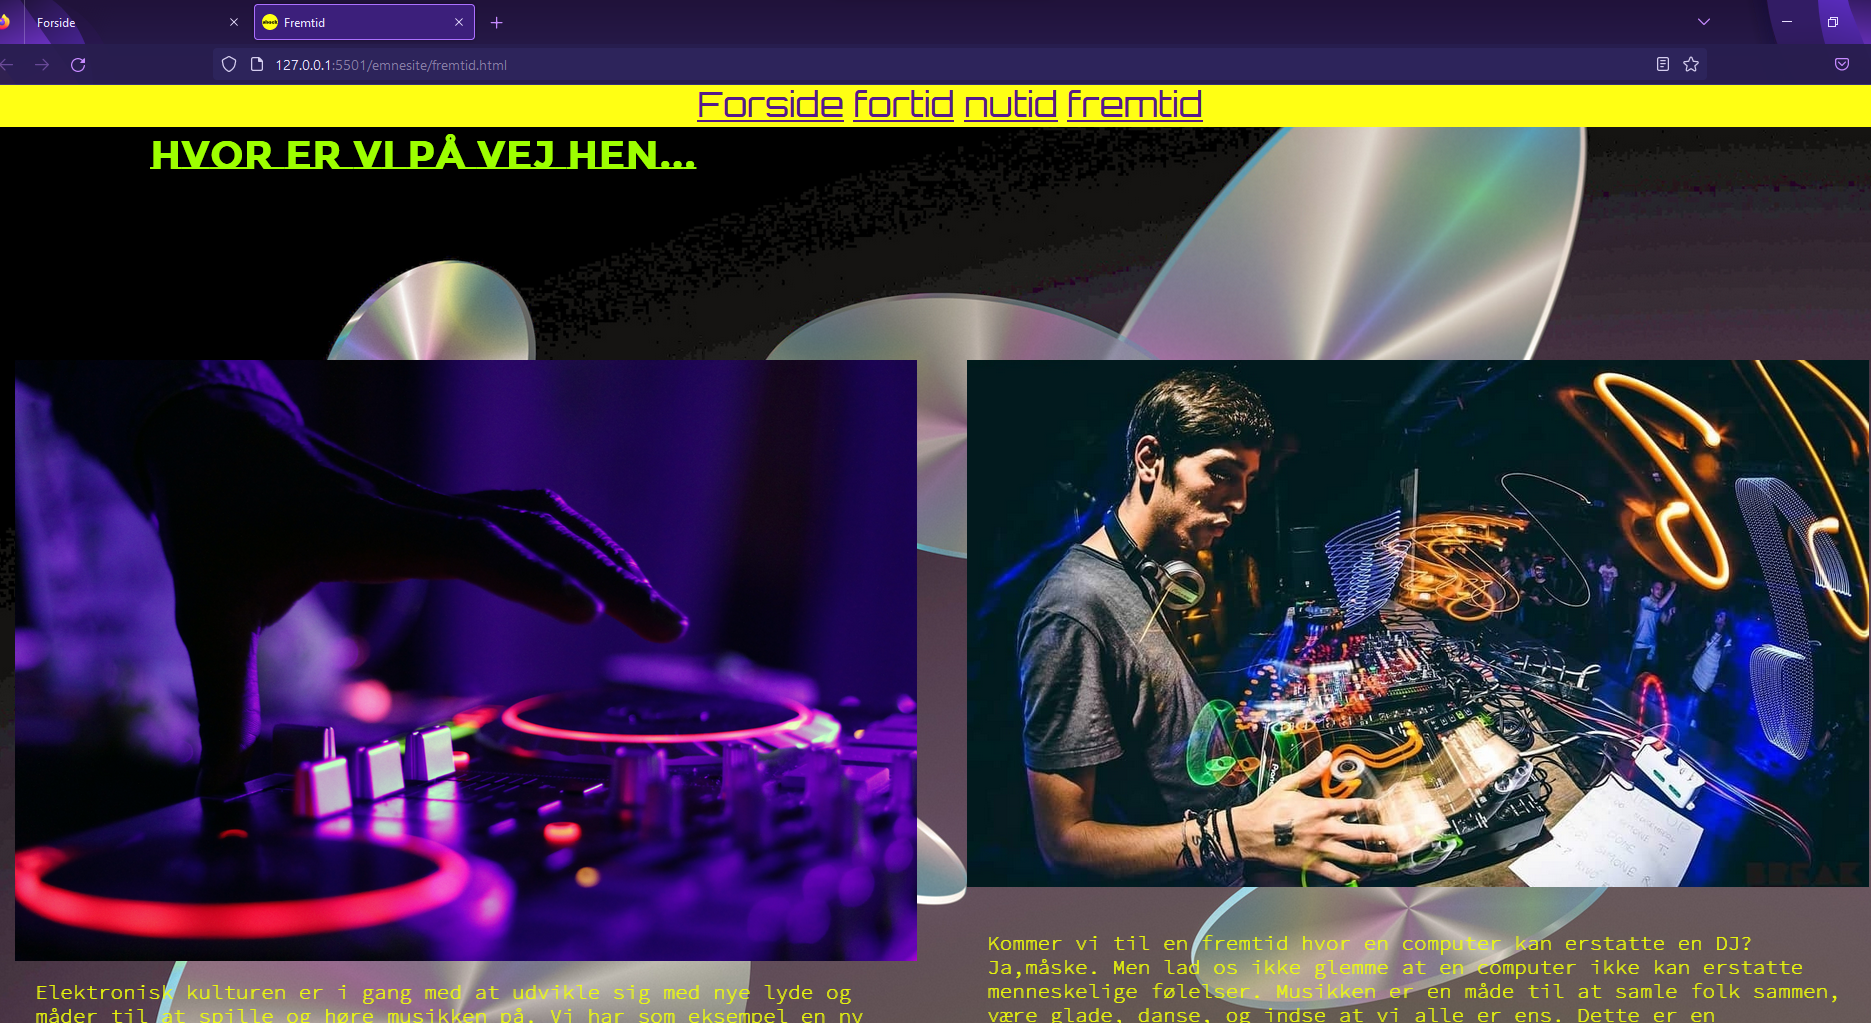 Forside
Fremtid
127.0.0.1:5501/emnesite/fremtid.html
Forside fortid nutid fremtid
HVOR ER VI PÅ VEJ HEN...
BREAK
Elektronisk kulturen er i gang med at udvikle sig med nye lyde og
måder til at spille og høre musikken på. Vi har som eksempel en ny
Kommer vi til en fremtid hvor en computer kan erstatte en DJ?
Ja,måske. Men lad os ikke glemme at en computer ikke kan erstatte
menneskelige følelser. Musikken er en måde til at samle folk sammen,
være glade, danse, og indse at vi alle er ens. Dette er en